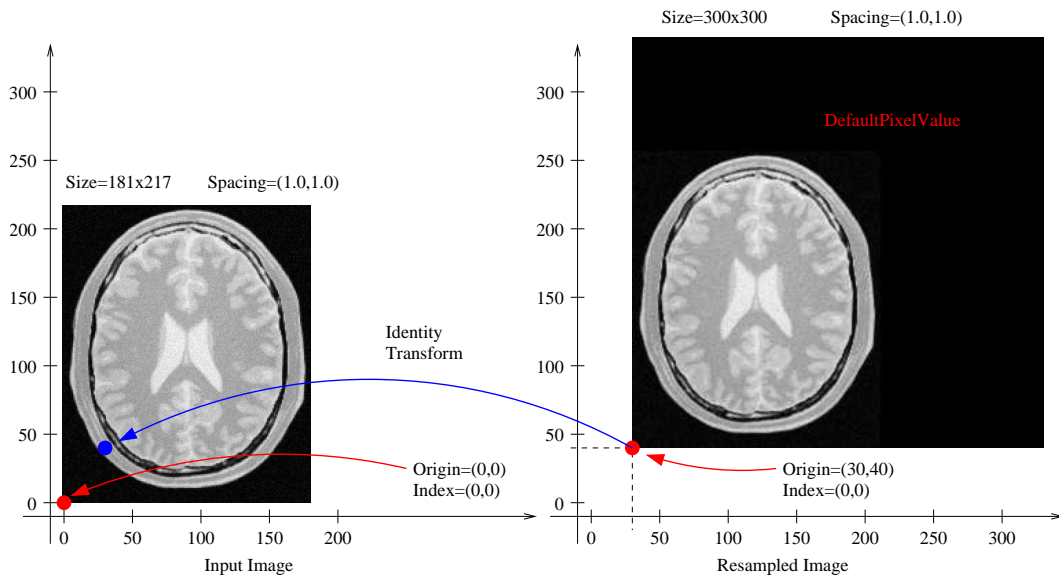 Size=300x300 Spacing=(1.0,1.0)
300
250
200
150
100
50
0
Size=181x217 Spacing=(1.0,1.0)
Identity
Transform
Origin=(0,0)
Index=(0,0)
0 50 100 150 200
Input Image
300
250
200
150
100
50
0
DefaultPixelValue
Origin=(30,40)
Index=(0,0)
0 50 100 150 200 250 300
Resampled Image